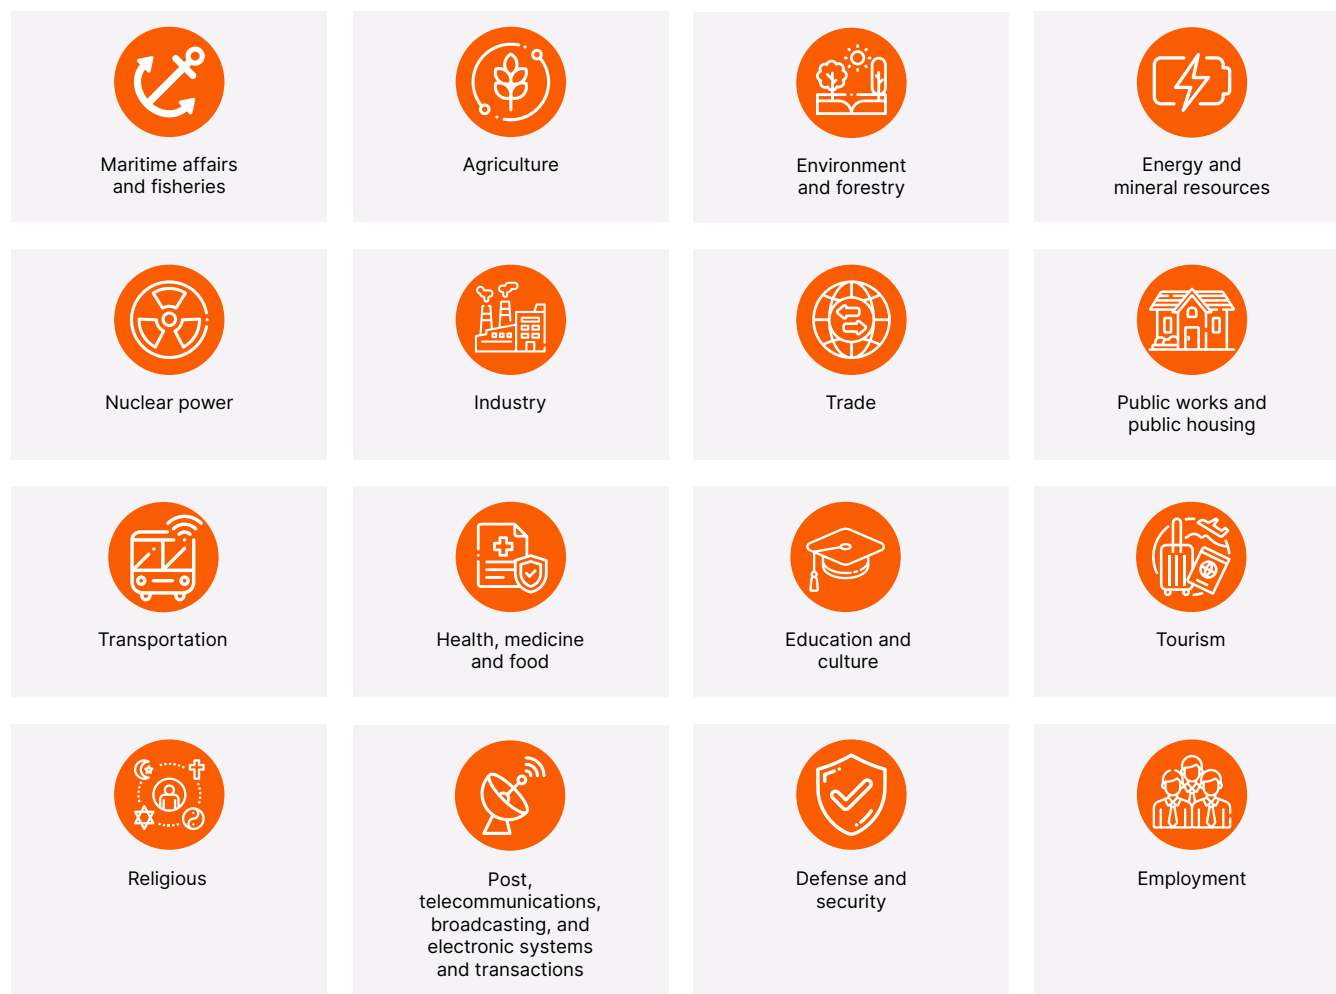 Maritime affairs
and fisheries
Agriculture
Environment
and forestry
Energy and
mineral resources
Nuclear power
Industry
Trade
Public works and
public housing
Transportation
Health, medicine
and food
Education and
culture
Tourism
Religious
Post,
telecommunications,
broadcasting, and
electronic systems
and transactions
Defense and
security
Employment